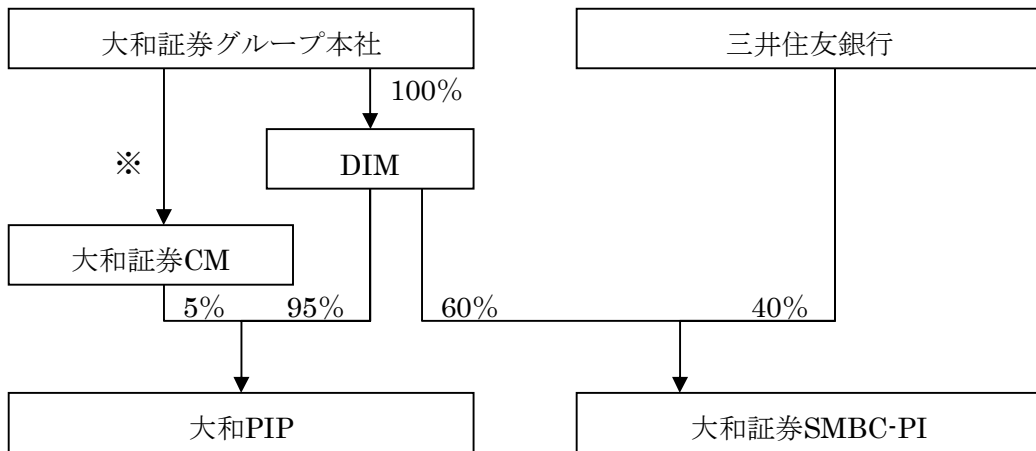 大和証券グループ本社
三井住友銀行
100%
※
DIM
大和証券CM
5%
95%
60%
40%
大和PIP
大和証券SMBC-PI